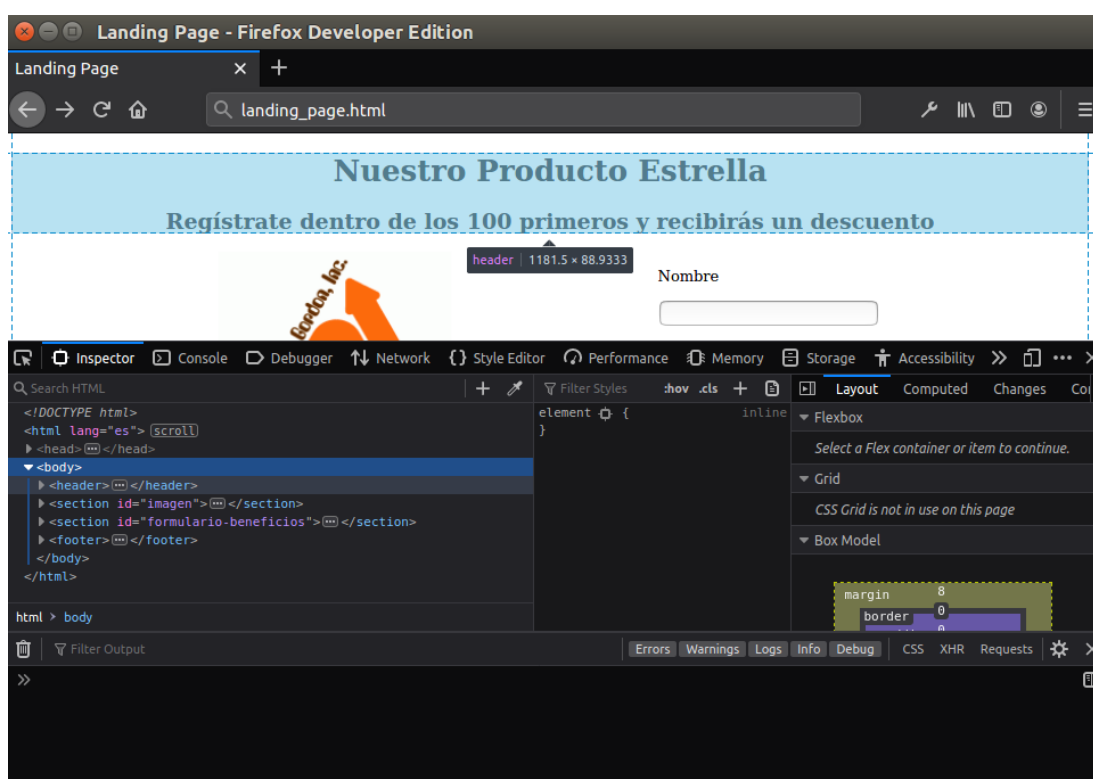 Landing Page - Firefox Developer Edition
Landing Page
landing_page.html
Nuestro Producto Estrella
Regístrate dentro de los 100 primeros y recibirás un descuento
header 1181.5 × 88.9333
Gordon, Inc.
Nombre
Inspector Console Debugger Network {} Style Editor Performance Memory Storage Accessibility
Search HTML
Filter Styles :hov .cls
Layout Computed Changes
<!DOCTYPE html>
<html lang="es"> scroll
<head></head>
<body>
<header></header>
<section id="imagen"></section>
<section id="formulario-beneficios"></section>
<footer></footer>
</body>
</html>
html > body
element { inline
}
Flexbox
Select a Flex container or item to continue.
Grid
CSS Grid is not in use on this page
Box Model
margin 8
border 0
0
Filter Output
Errors Warnings Logs Info Debug CSS XHR Requests